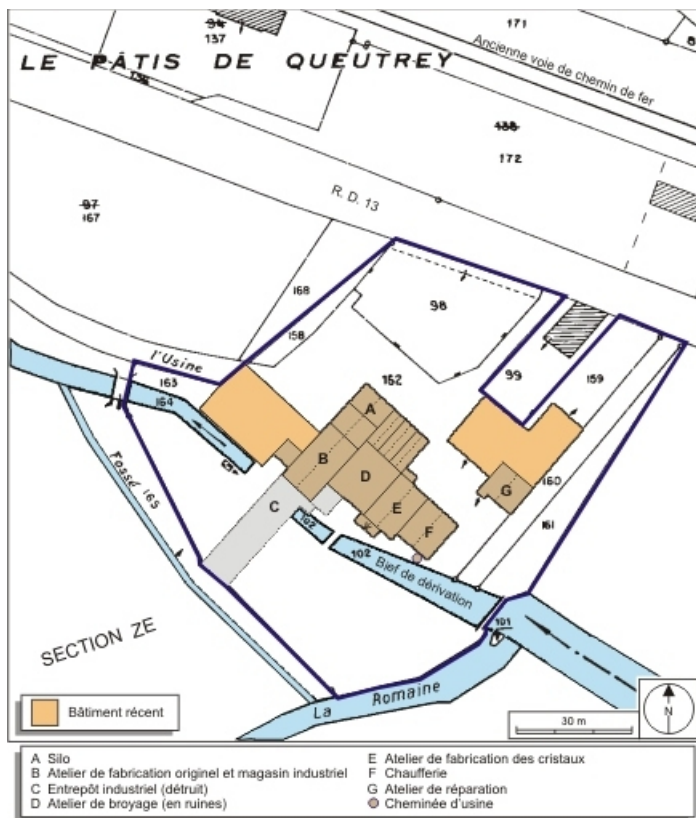 94
137
171
8
Ancienne voie de chemin de fer
LE PÂTIS DE QUEUTREY
138
172
R. D. 13
97
167
168
98
158
l'Usine
163
164
162
99
159
A
B
D
C
E
F
G
160
161
Fossé 165
102
102
Bief de dérivation
101
SECTION ZE
La Romaine
Bâtiment récent
30 m
N
A Silo
B Atelier de fabrication originel et magasin industriel
C Entrepôt industriel (détruit)
D Atelier de broyage (en ruines)
E Atelier de fabrication des cristaux
F Chaufferie
G Atelier de réparation
Cheminée d'usine